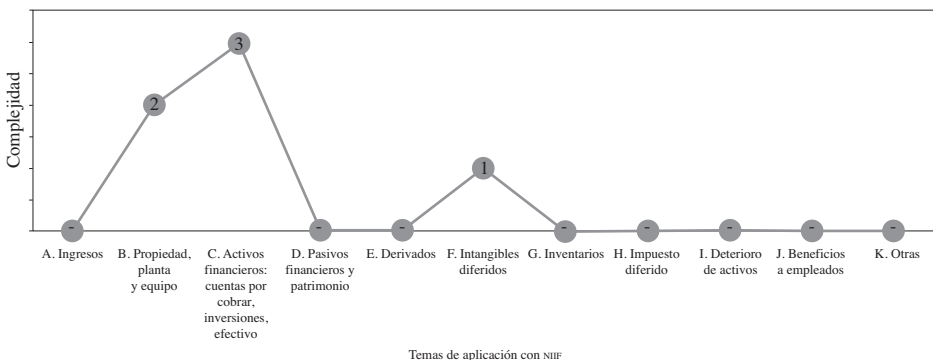 Complejidad
3
2
1
-
-
-
-
-
-
-
-
A. Ingresos
B. Propiedad,
planta
y equipo
C. Activos
financieros:
cuentas por
cobrar,
inversiones,
efectivo
D. Pasivos
financieros y
patrimonio
E. Derivados
F. Intangibles
diferidos
G. Inventarios
H. Impuesto
diferido
I. Deterioro
de activos
J. Beneficios
a empleados
K. Otras
Temas de aplicación con NIIF